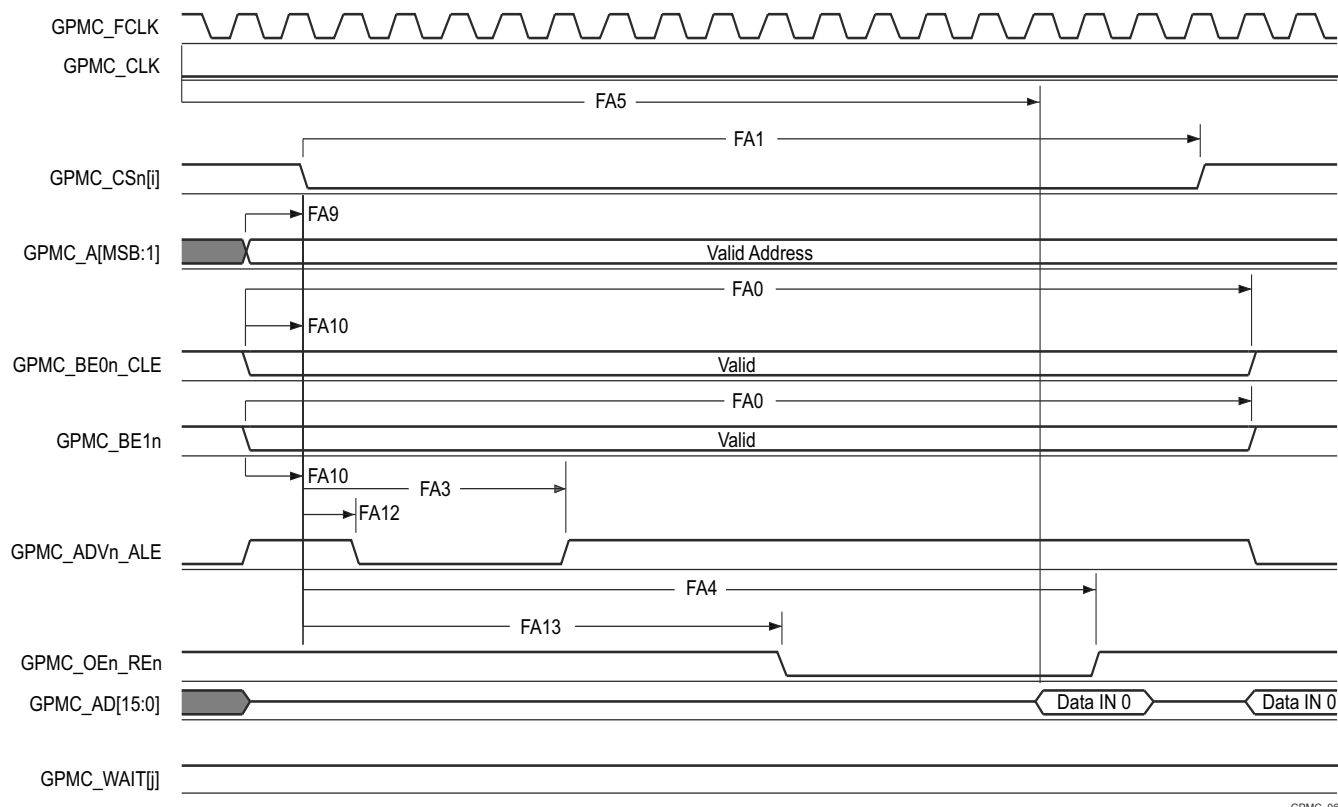 GPMC_FCLK
GPMC_CLK
FA5
FA1
GPMC_CSn[i]
FA9
GPMC_A[MSB:1] Valid Address
FA0
FA10
GPMC_BE0n_CLE Valid
FA0
GPMC_BE1n Valid
FA10
FA3
FA12
GPMC_ADVn_ALE
FA4
FA13
GPMC_OEn_REn
GPMC_AD[15:0] Data IN 0 Data IN 0
GPMC_WAIT[j]